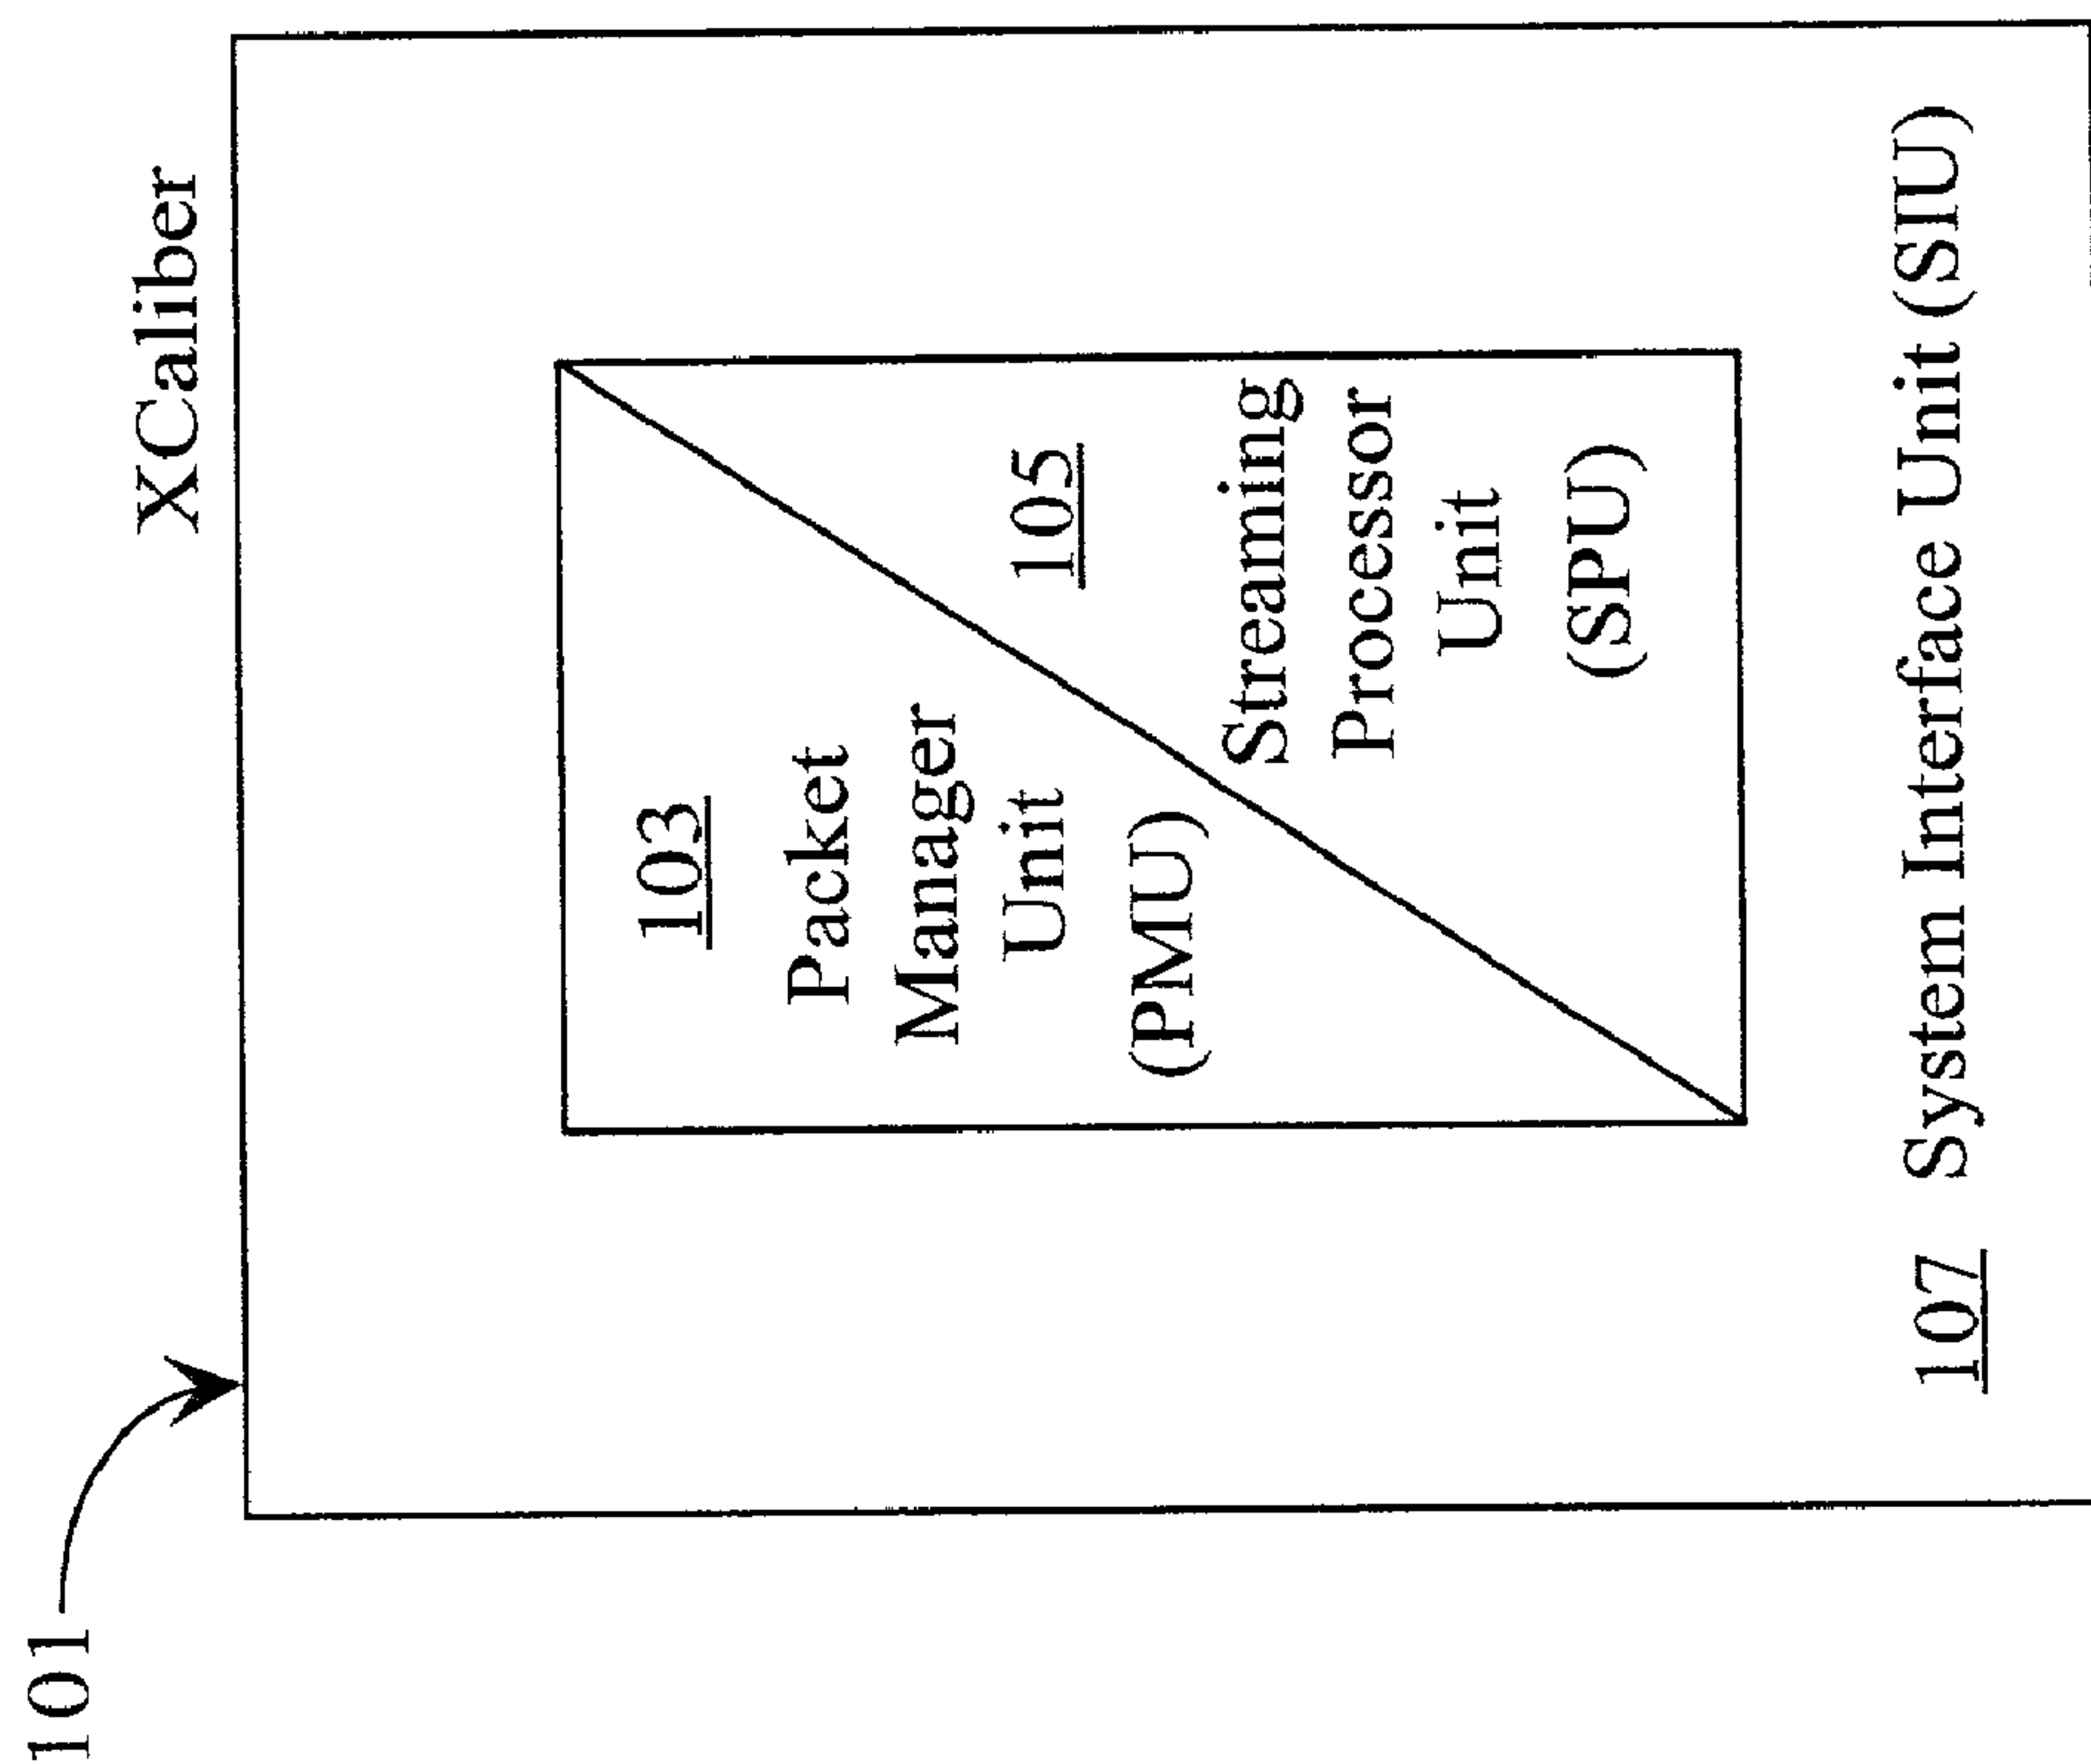 101
XCaliber
103
Packet
Manager
Unit
(PMU)
105
Streaming
Processor
Unit
(SPU)
107 System Interface Unit (SIU)